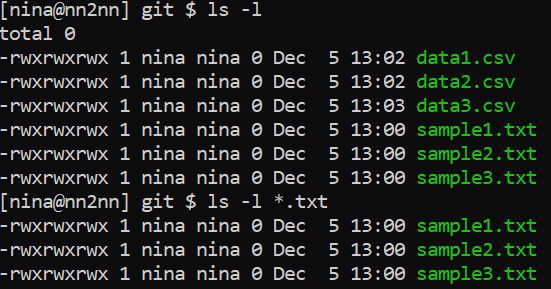 [nina@nn2nn] git $ ls -l
total 0
-rwxrwxrwx 1 nina nina 0 Dec  5 13:02 data1.csv
-rwxrwxrwx 1 nina nina 0 Dec  5 13:02 data2.csv
-rwxrwxrwx 1 nina nina 0 Dec  5 13:03 data3.csv
-rwxrwxrwx 1 nina nina 0 Dec  5 13:00 sample1.txt
-rwxrwxrwx 1 nina nina 0 Dec  5 13:00 sample2.txt
-rwxrwxrwx 1 nina nina 0 Dec  5 13:00 sample3.txt
[nina@nn2nn] git $ ls -l *.txt
-rwxrwxrwx 1 nina nina 0 Dec  5 13:00 sample1.txt
-rwxrwxrwx 1 nina nina 0 Dec  5 13:00 sample2.txt
-rwxrwxrwx 1 nina nina 0 Dec  5 13:00 sample3.txt